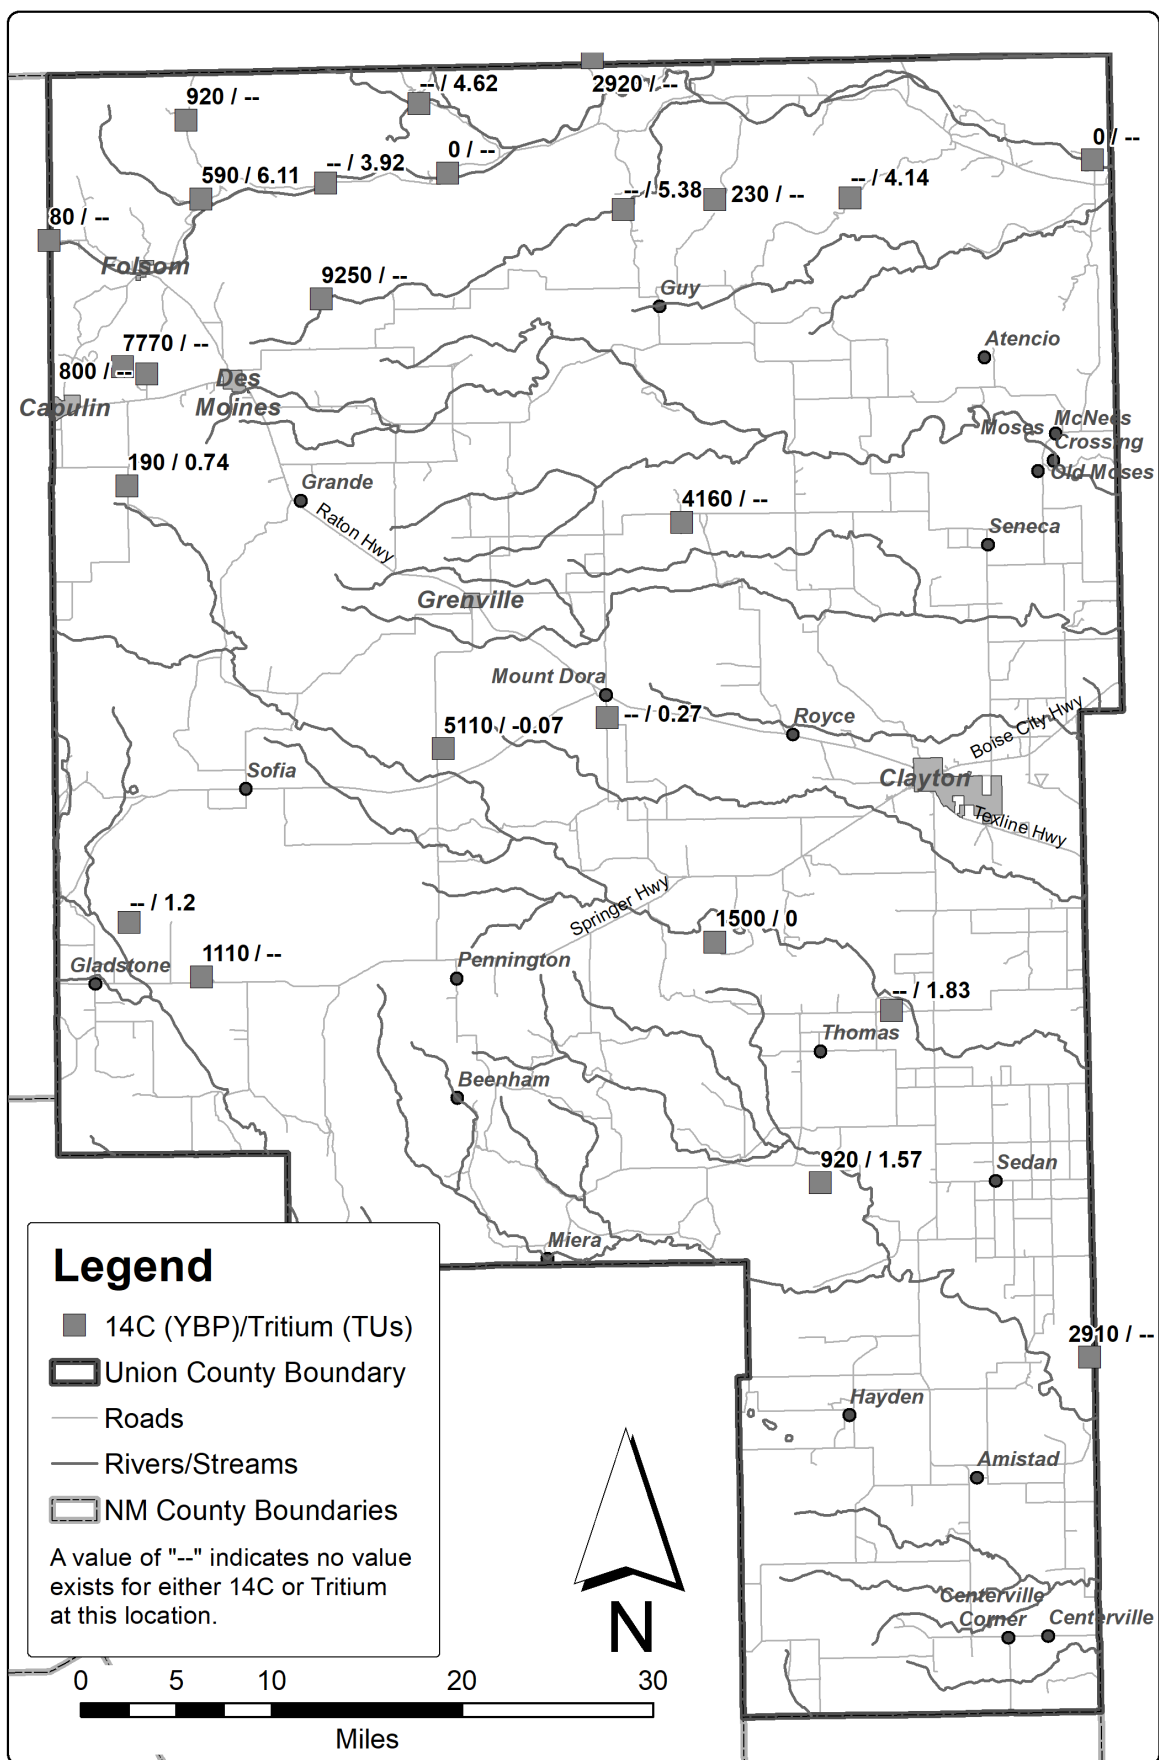 -- / 4.62
2920 / --
920 / --
0 / --
0 / --
-- / 3.92
590 / 6.11
-- / 5.38
230 / --
-- / 4.14
80 / --
Folsom
9250 / --
Guy
7770 / --
Atencio
800 / --
Des
Moines
Capulin
McNees
Crossing
Moses
Old Moses
190 / 0.74
Grande
4160 / --
Raton Hwy
Seneca
Grenville
Mount Dora
-- / 0.27
Royce
5110 / -0.07
Boise City Hwy
Sofia
Clayton
Texline Hwy
Springer Hwy
-- / 1.2
1500 / 0
1110 / --
Gladstone
Pennington
-- / 1.83
Thomas
Beenham
920 / 1.57
Sedan
Miera
2910 / --
Hayden
Amistad
Centerville
Corner
Centerville
Legend
14C (YBP)/Tritium (TUs)
Union County Boundary
Roads
Rivers/Streams
NM County Boundaries
A value of "--" indicates no value
exists for either 14C or Tritium
at this location.
N
0 5 10 20 30
Miles